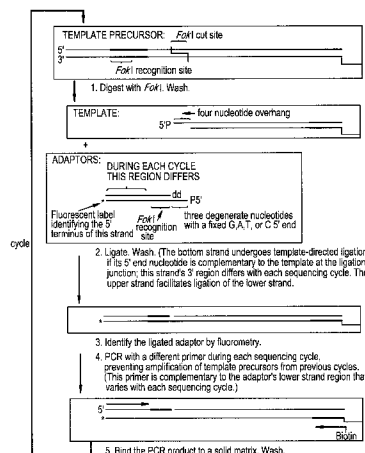 TEMPLATE PRECURSOR: FokI cut site
5'
3'
FokI recognition site
1. Digest with FokI. Wash.
TEMPLATE:
four nucleotide overhang
5'P
+
ADAPTORS:
DURING EACH CYCLE
THIS REGION DIFFERS
dd
P5'
*
Fluorescent label
identifying the 5'
terminus of this strand
FokI
recognition
site
three degenerate nucleotides
with a fixed G,A,T, or C 5' end
cycle
2. Ligate. Wash. (The bottom strand undergoes template-directed ligation
if its 5' end nucleotide is complementary to the template at the ligation
junction; this strand's 3' region differs with each sequencing cycle. The
upper strand facilitates ligation of the lower strand.
*
3. Identify the ligated adaptor by fluorometry.
4. PCR with a different primer during each sequencing cycle,
preventing amplification of template precursors from previous cycles.
(This primer is complementary to the adaptor's lower strand region that
varies with each sequencing cycle.)
5'
*
Biotin
5. Bind the PCR product to a solid matrix. Wash.